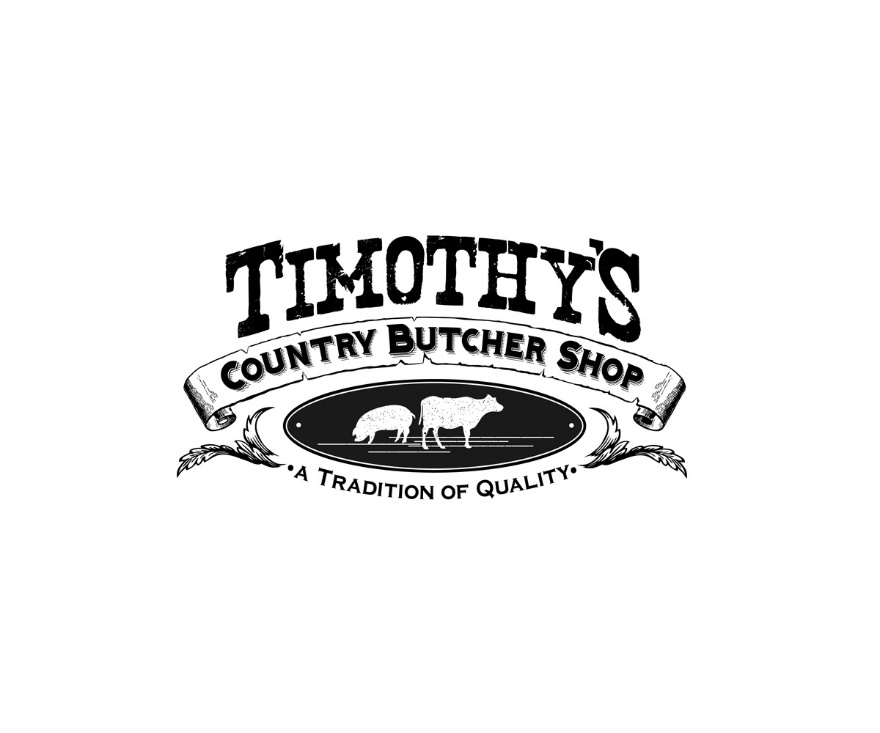 TIMOTHY'S
COUNTRY BUTCHER SHOP
•A TRADITION OF QUALITY•